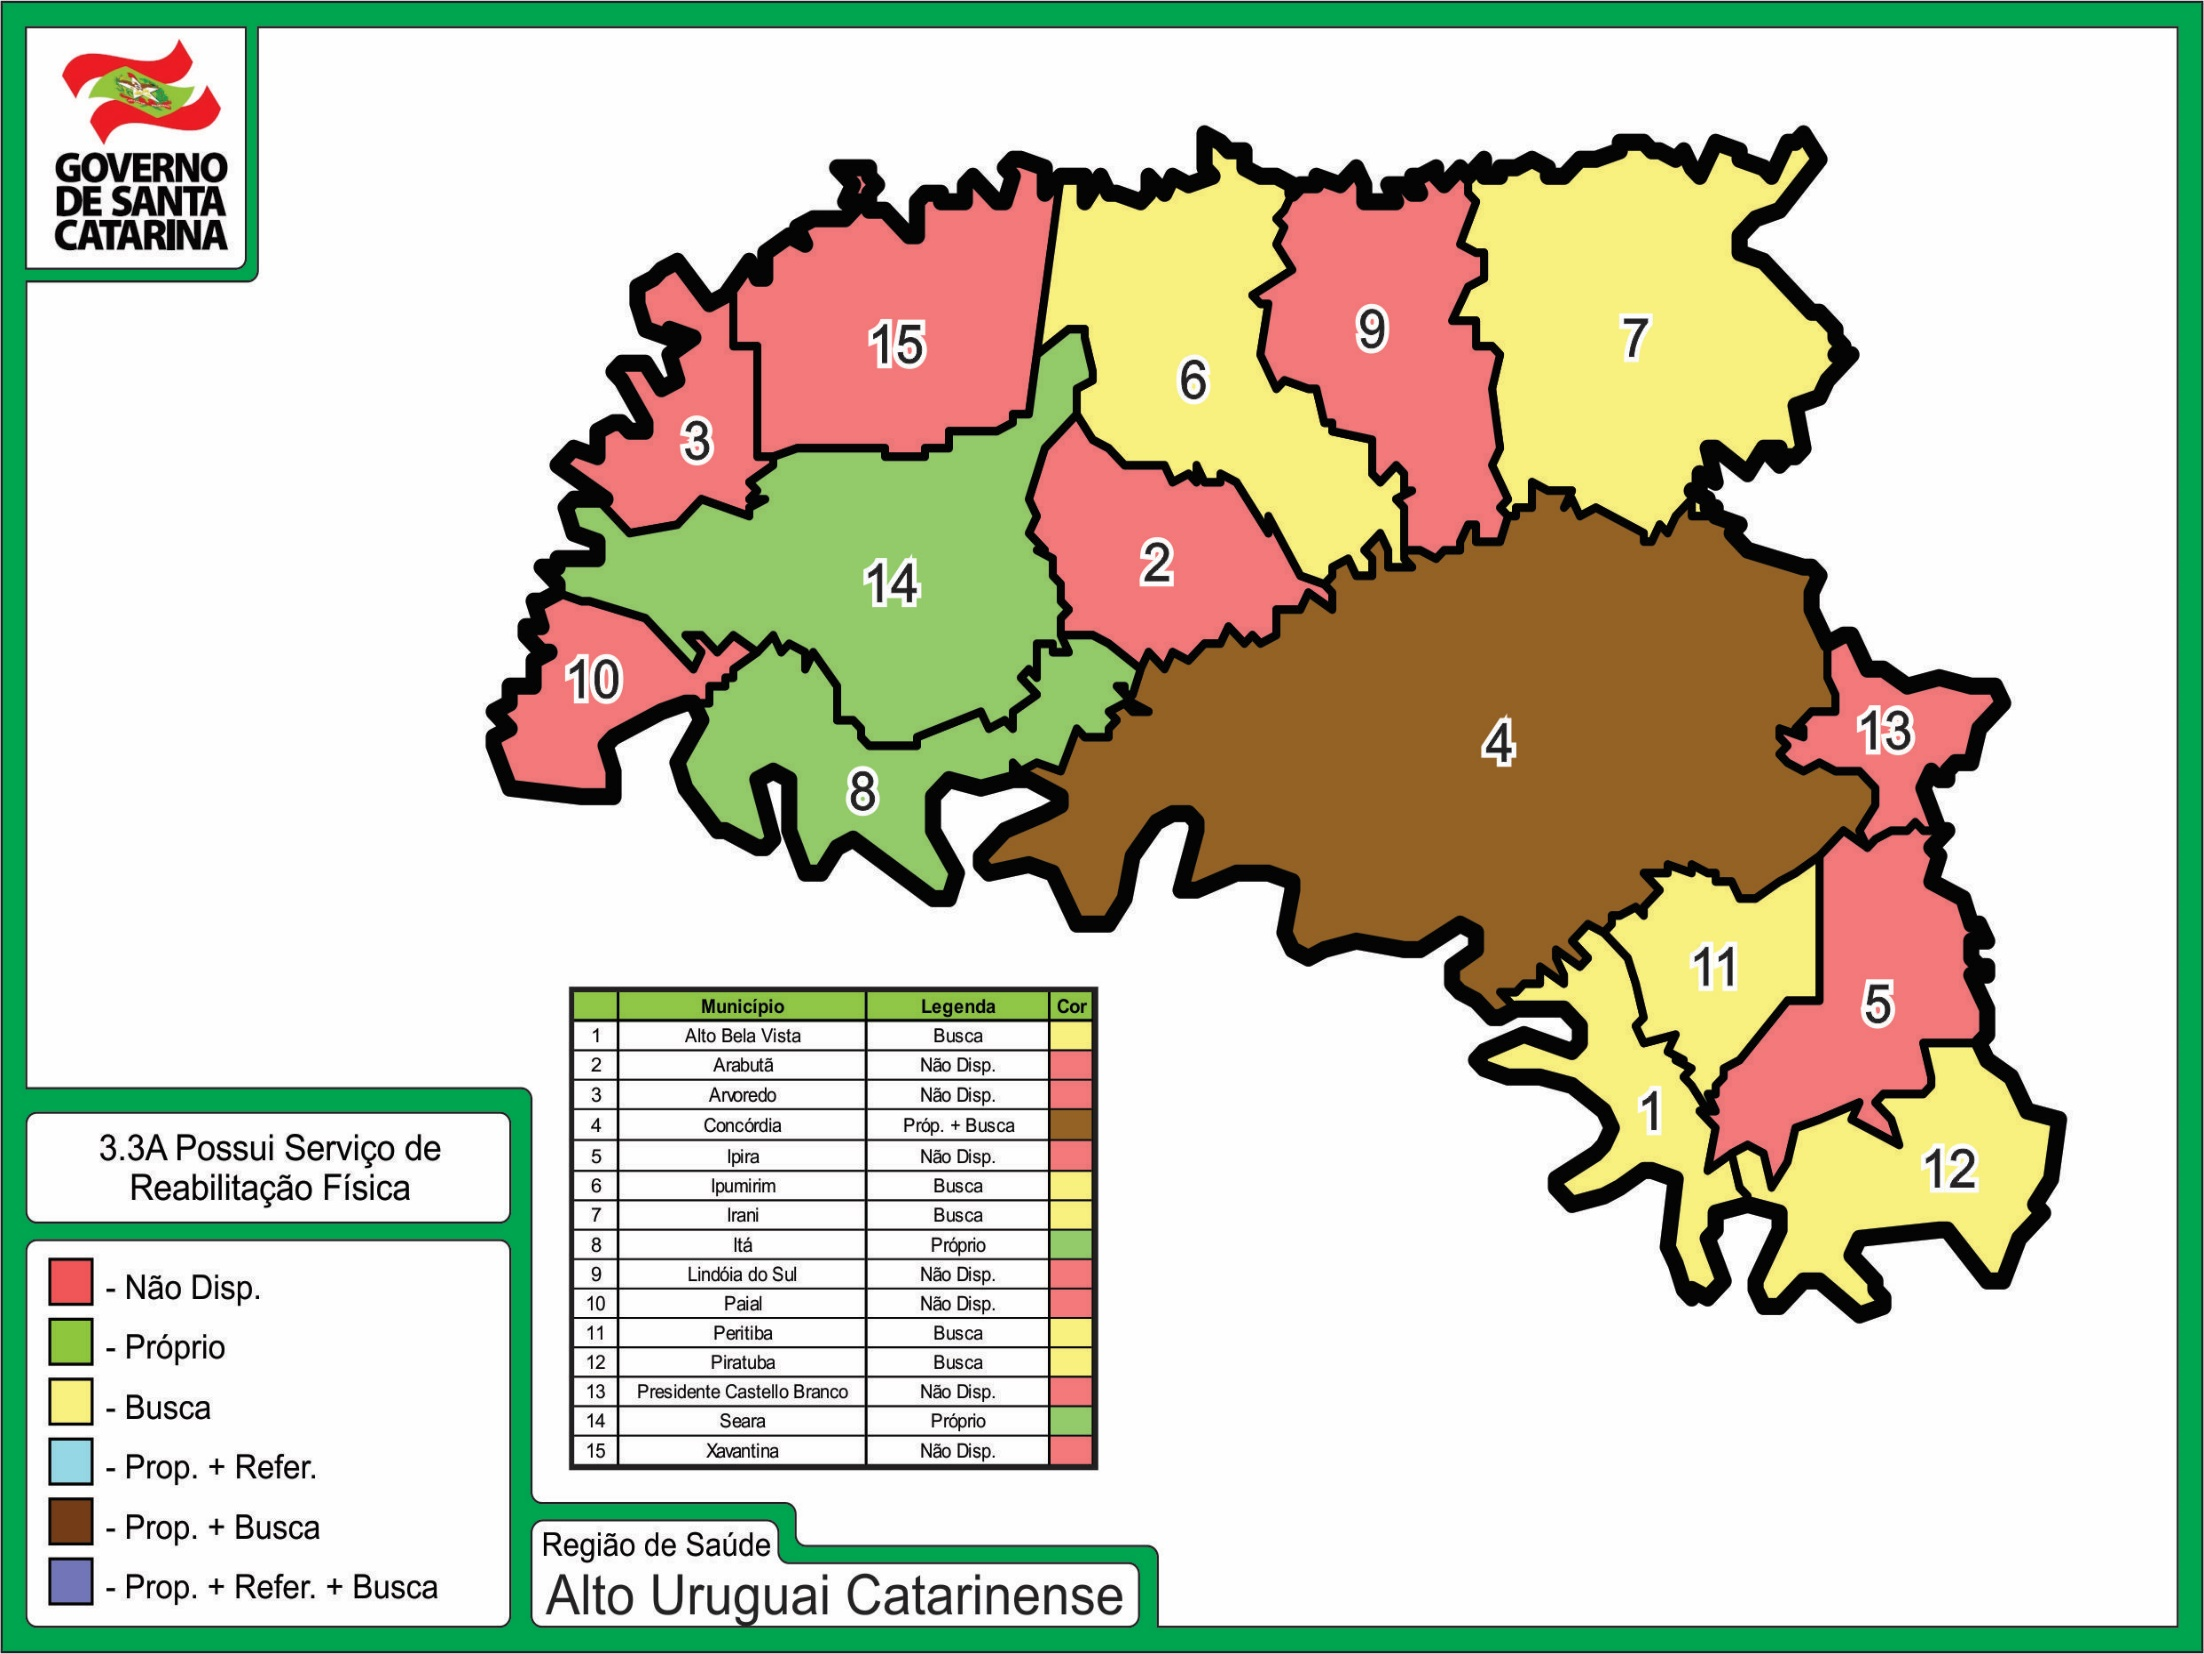 GOVERNO
DE SANTA
CATARINA
15
6
9
7
3
2
14
10
4
13
8
11
5
1
12
Município Legenda Cor
1 Alto Bela Vista Busca
2 Arabutã Não Disp.
3 Arvoredo Não Disp.
4 Concórdia Próp. + Busca
5 Ipira Não Disp.
6 Ipumirim Busca
7 Irani Busca
8 Itá Próprio
9 Lindóia do Sul Não Disp.
10 Paial Não Disp.
11 Peritiba Busca
12 Piratuba Busca
13 Presidente Castello Branco Não Disp.
14 Seara Próprio
15 Xavantina Não Disp.
3.3A Possui Serviço de
Reabilitação Física
- Não Disp.
- Próprio
- Busca
- Prop. + Refer.
- Prop. + Busca
- Prop. + Refer. + Busca
Região de Saúde
Alto Uruguai Catarinense